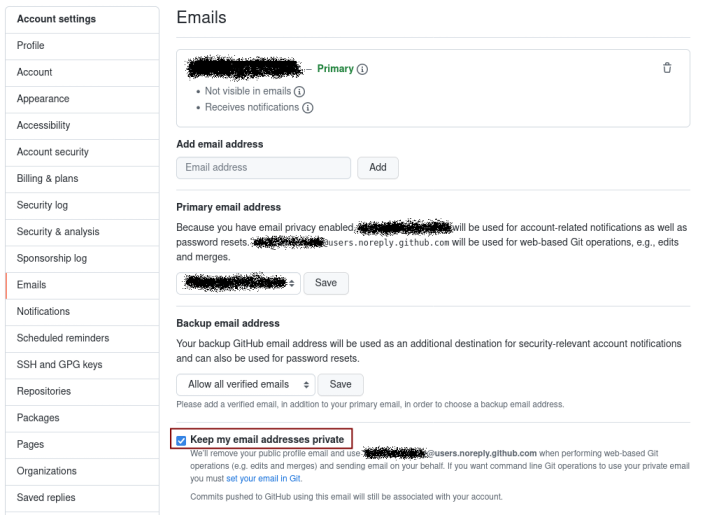 Account settings
Profile
Account
Appearance
Accessibility
Account security
Billing & plans
Security log
Security & analysis
Sponsorship log
Emails
Notifications
Scheduled reminders
SSH and GPG keys
Repositories
Packages
Pages
Organizations
Saved replies
Emails
Primary
Not visible in emails
Receives notifications
Add email address
Email address
Add
Primary email address
Because you have email privacy enabled, will be used for account-related notifications as well as
password resets. @users.noreply.github.com will be used for web-based Git operations, e.g., edits
and merges.
Save
Backup email address
Your backup GitHub email address will be used as an additional destination for security-relevant account notifications
and can also be used for password resets.
Allow all verified emails Save
Please add a verified email, in addition to your primary email, in order to choose a backup email address.
Keep my email addresses private
We'll remove your public profile email and use @users.noreply.github.com when performing web-based Git
operations (e.g. edits and merges) and sending email on your behalf. If you want command line Git operations to use your private email
you must set your email in Git.
Commits pushed to GitHub using this email will still be associated with your account.